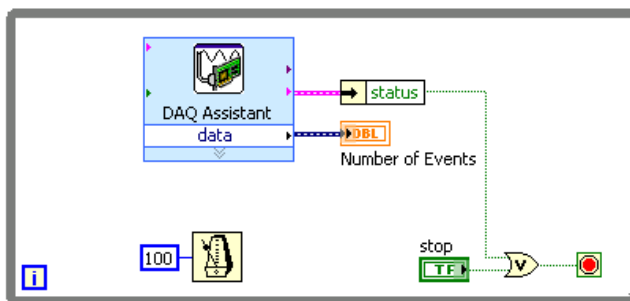 DAQ Assistant
data
status
DBL
Number of Events
100
stop
TF
V
i